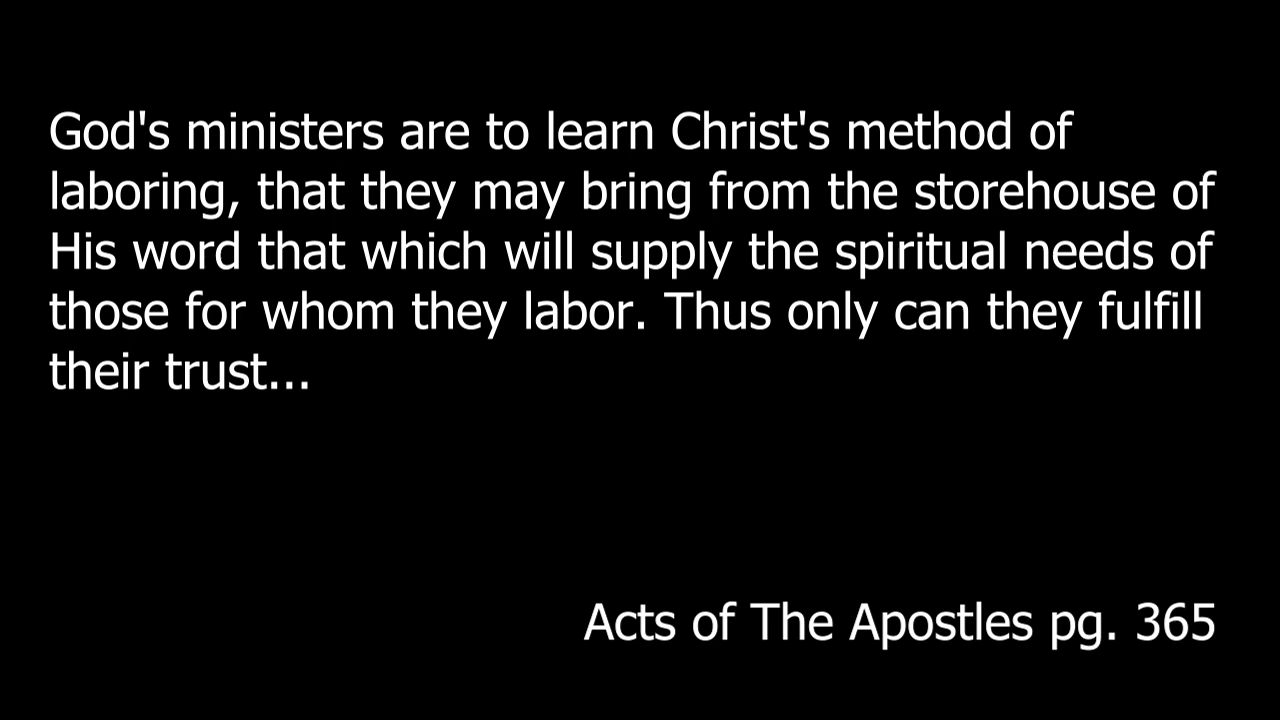 God's ministers are to learn Christ's method of
laboring, that they may bring from the storehouse of
His word that which will supply the spiritual needs of
those for whom they labor. Thus only can they fulfill
their trust...
Acts of The Apostles pg. 365